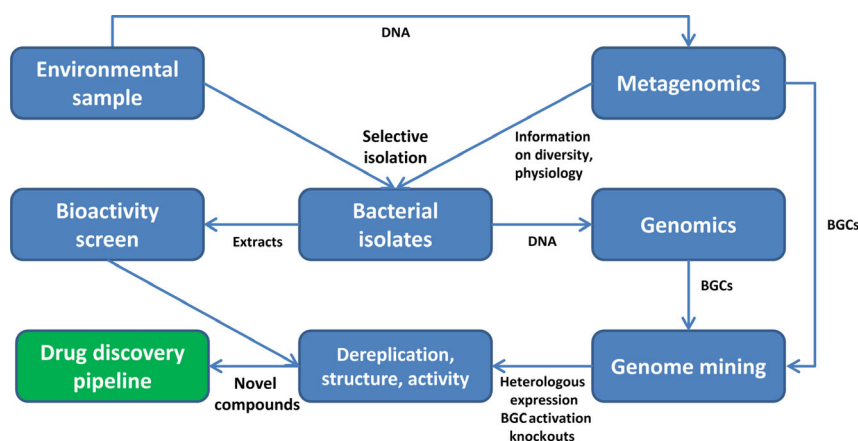 DNA
Environmental
sample
Metagenomics
Selective
isolation
Information
on diversity,
physiology
Bioactivity
screen
Extracts
Bacterial
isolates
DNA
Genomics
BGCs
BGCs
Drug discovery
pipeline
Novel
compounds
Dereplication,
structure, activity
Heterologous
expression
BGC activation
knockouts
Genome mining